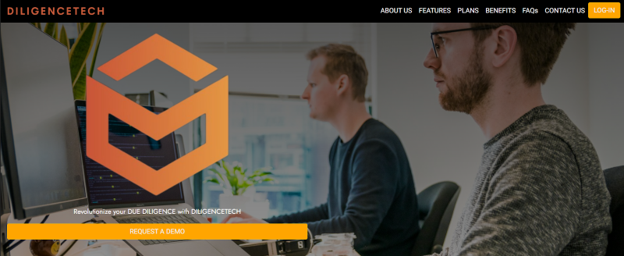 DILIGENCETECH
ABOUT US FEATURES PLANS BENEFITS FAQs CONTACT US LOG-IN
Revolutionize your DUE DILIGENCE with DILIGENCETECH
REQUEST A DEMO